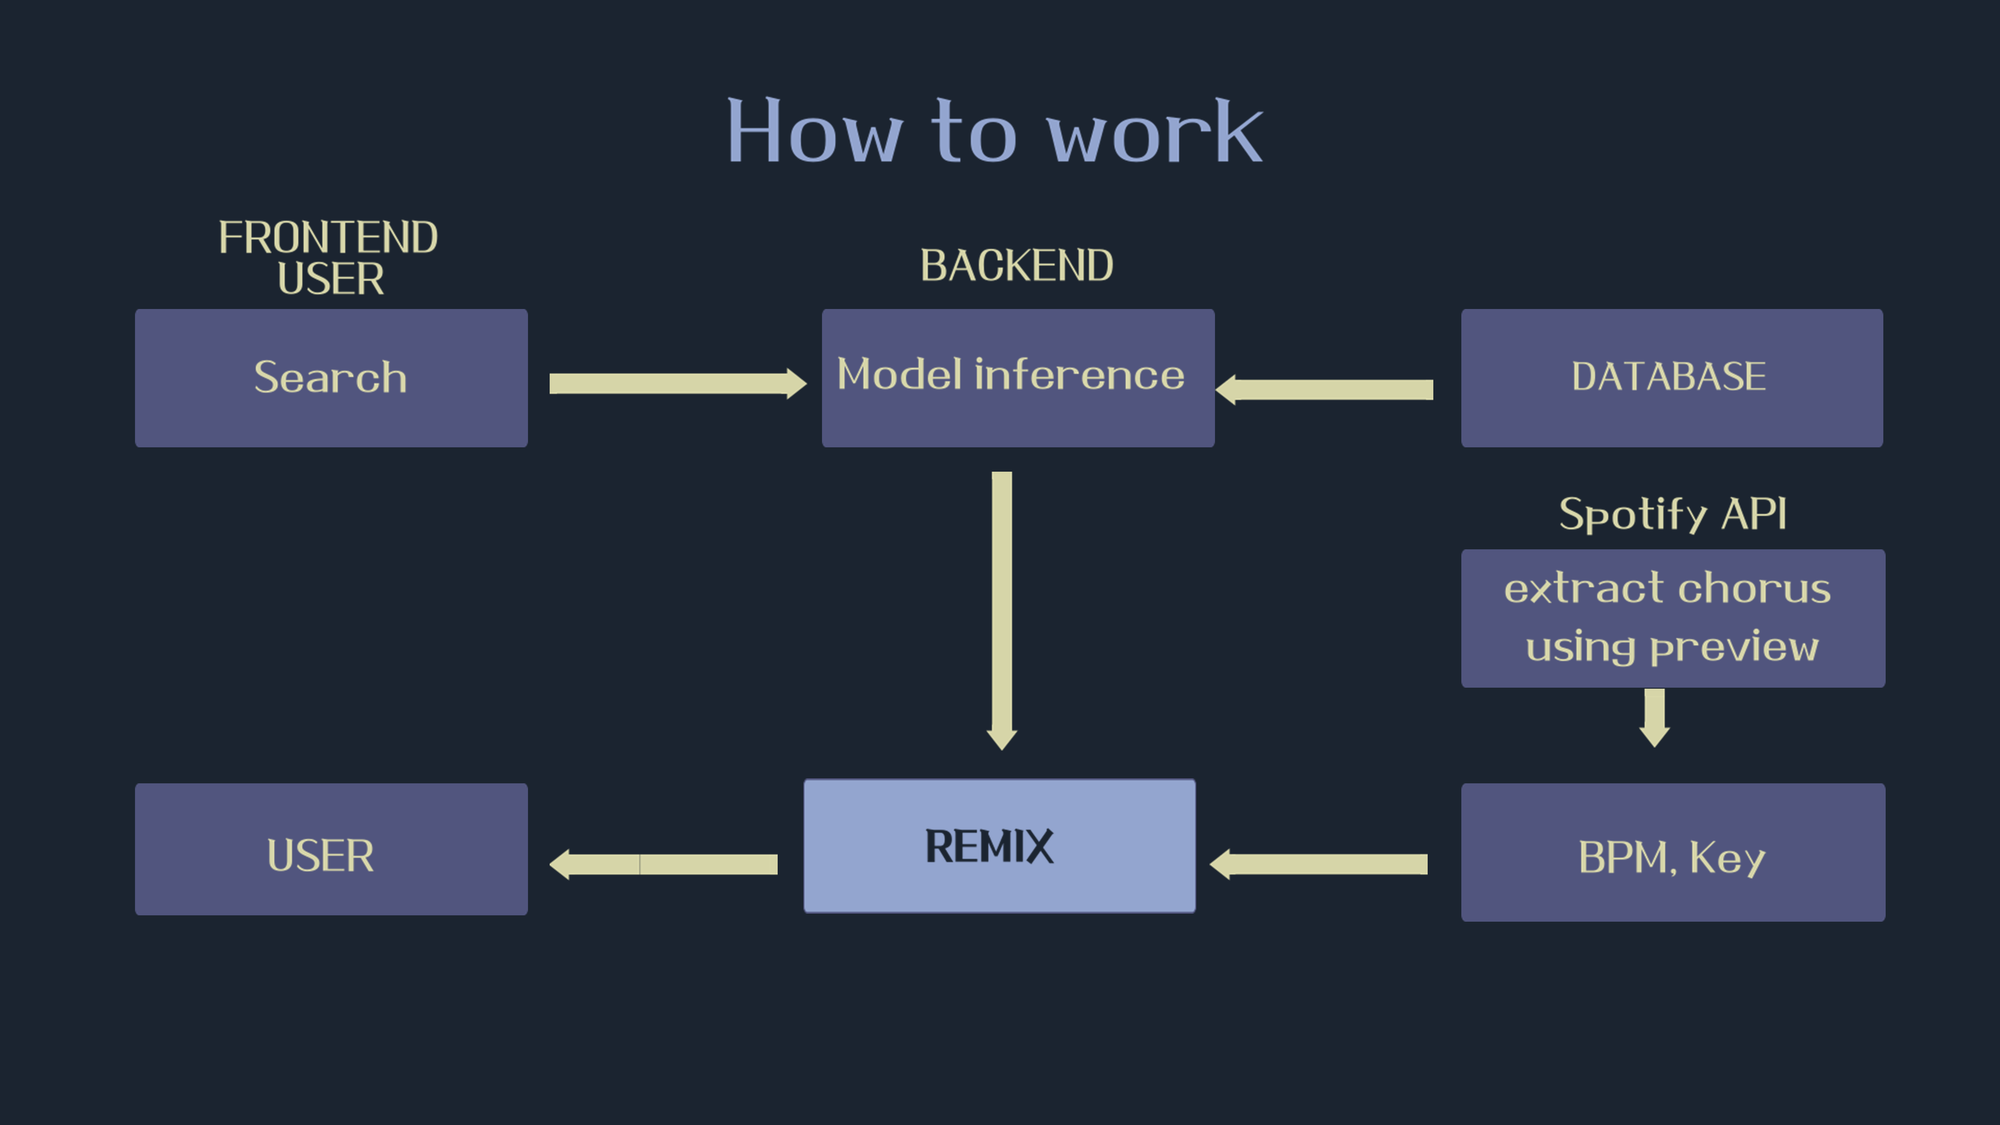 How to work
FRONTEND
USER
BACKEND
Search
Model inference
DATABASE
Spotify API
extract chorus
using preview
USER
REMIX
BPM, Key